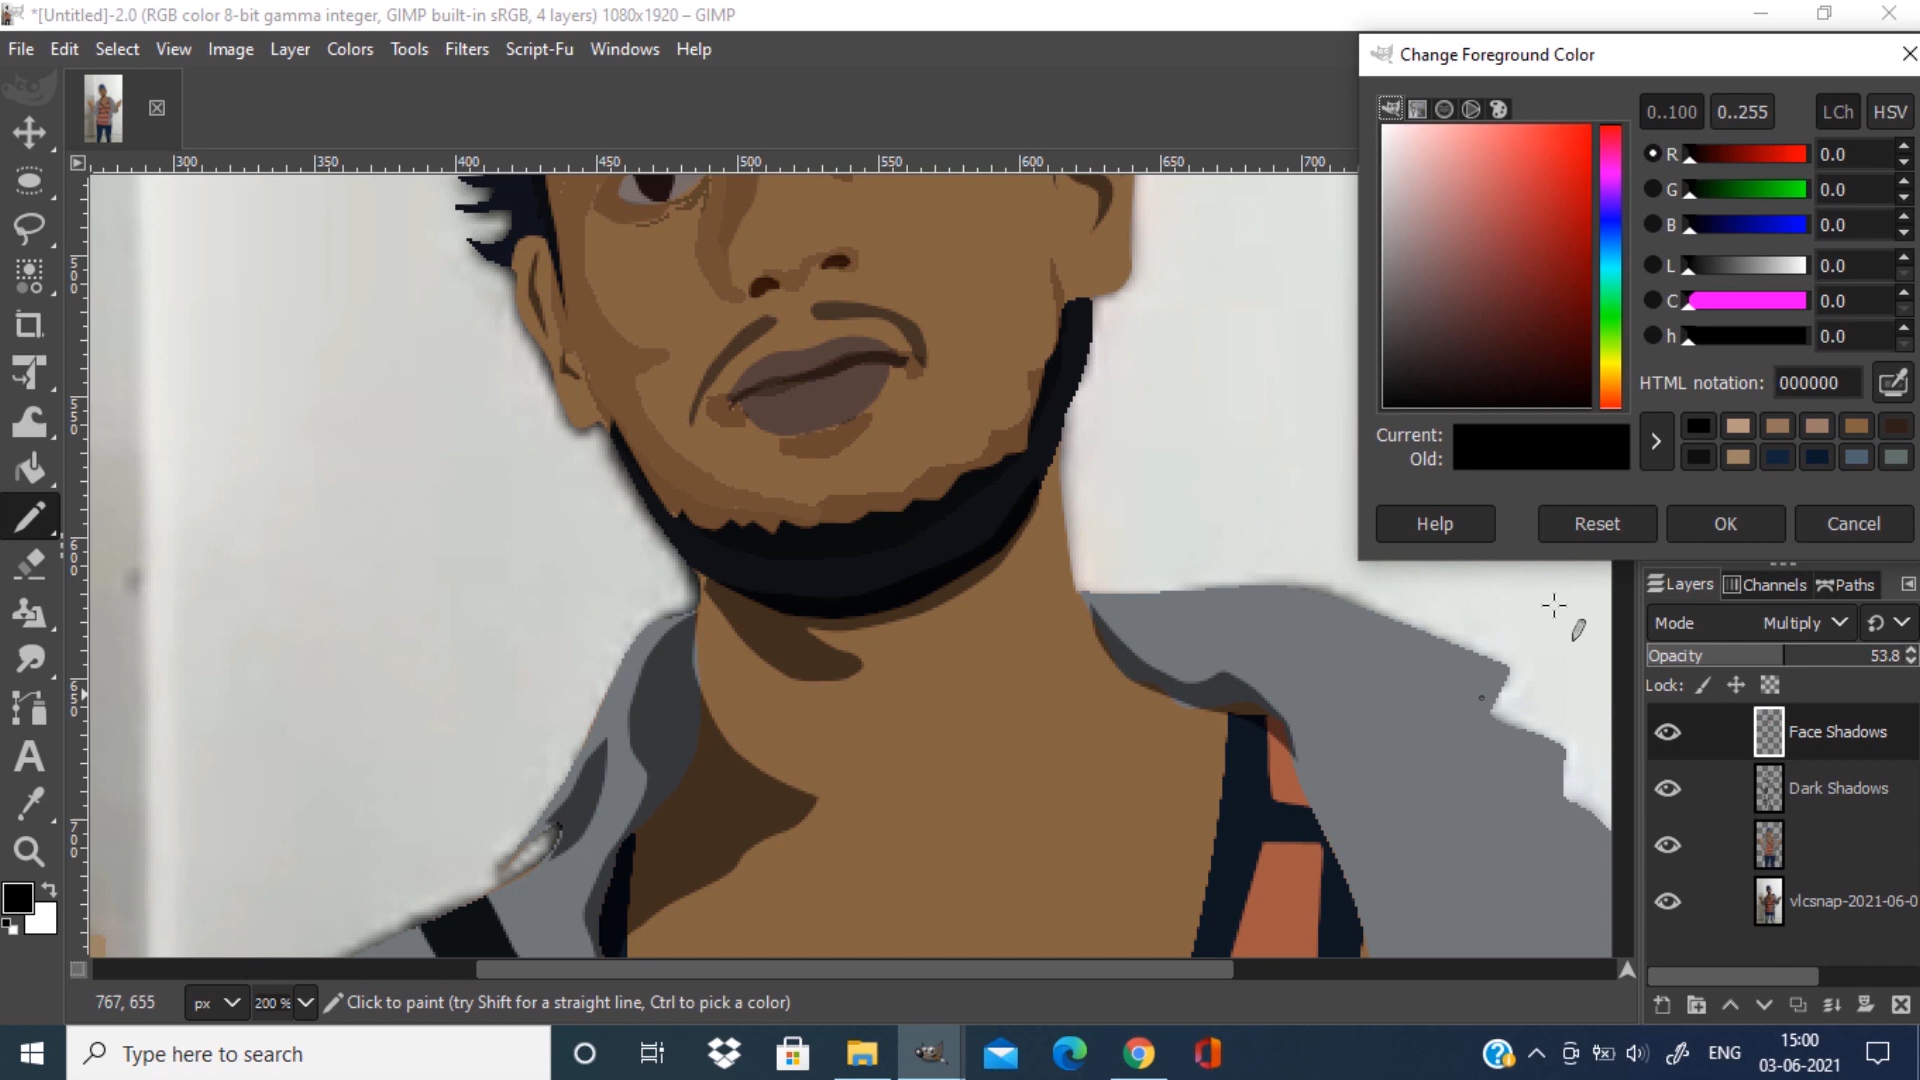 *[Untitled]-2.0 (RGB color 8-bit gamma integer, GIMP built-in sRGB, 4 layers) 1080x1920 – GIMP
File Edit Select View Image Layer Colors Tools Filters Script-Fu Windows Help
Change Foreground Color
0..100 0..255 LCh HSV
R 0.0
G 0.0
B 0.0
L 0.0
C 0.0
h 0.0
HTML notation: 000000
Current:
Old:
Help Reset OK Cancel
300 350 400 450 500 550 600 650 700
500
550
600
650
700
Layers Channels Paths
Mode Multiply
Opacity 53.8
Lock:
Face Shadows
Dark Shadows
vlcsnap-2021-06-0
A
767, 655 px 200 % Click to paint (try Shift for a straight line, Ctrl to pick a color)
Type here to search
ENG
15:00
03-06-2021